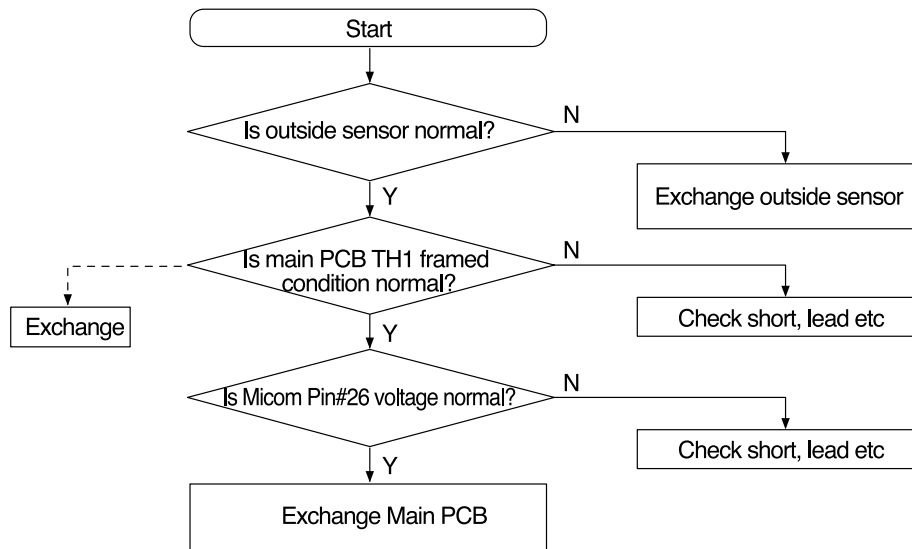 Start
Is outside sensor normal?
N
Exchange outside sensor
Y
Is main PCB TH1 framed
condition normal?
N
Exchange
Check short, lead etc
Y
Is Micom Pin#26 voltage normal?
N
Check short, lead etc
Y
Exchange Main PCB